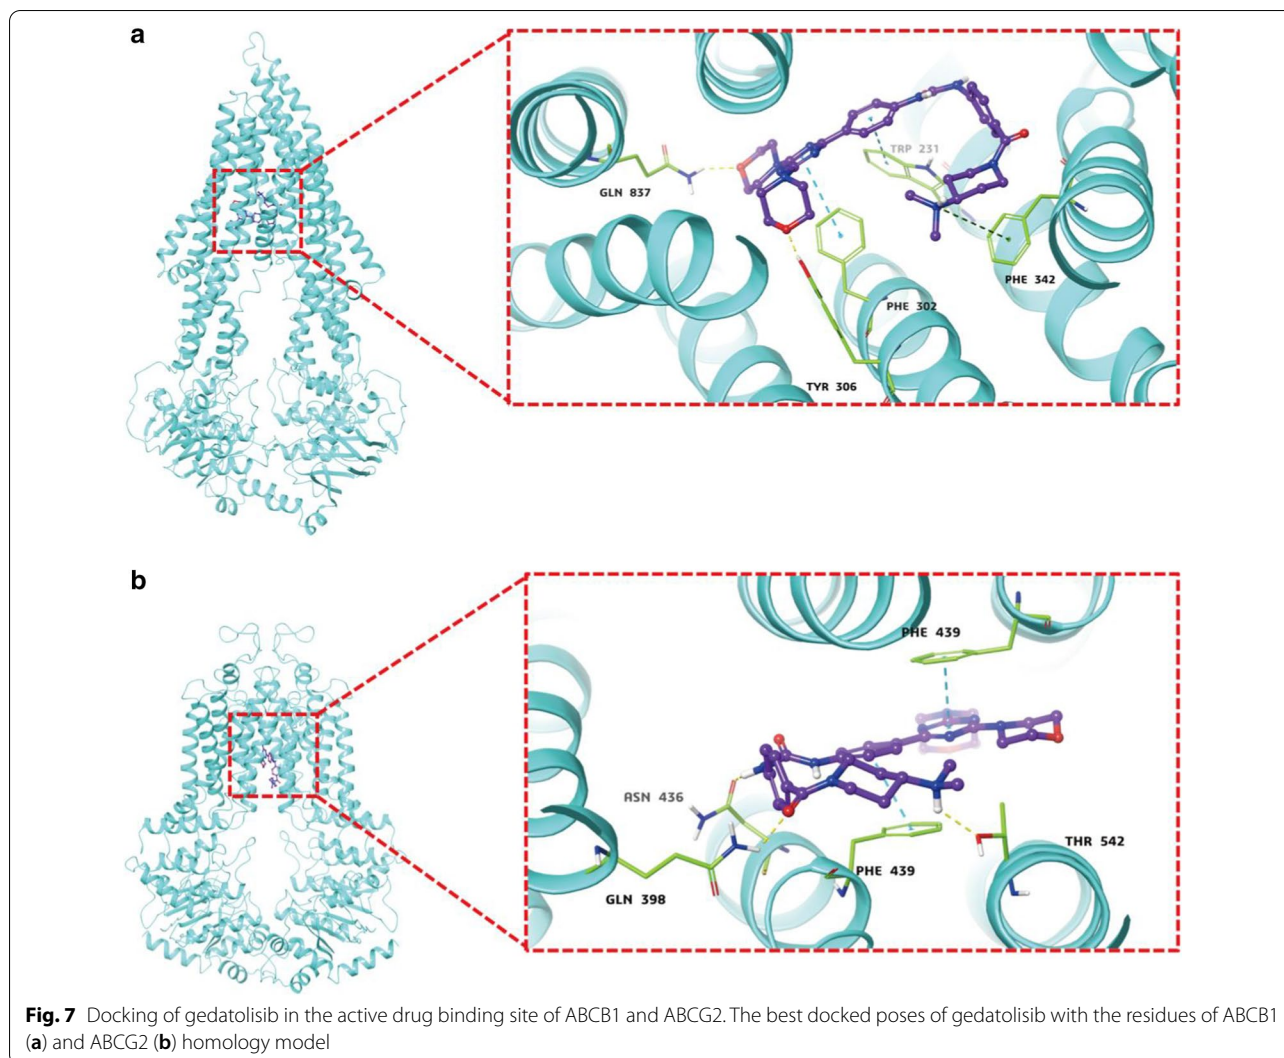 a
GLN 837
TRP 231
PHE 342
PHE 302
TYR 306
b
PHE 439
ASN 436
THR 542
PHE 439
GLN 398
Fig. 7 Docking of gedatolisib in the active drug binding site of ABCB1 and ABCG2. The best docked poses of gedatolisib with the residues of ABCB1
(a) and ABCG2 (b) homology model